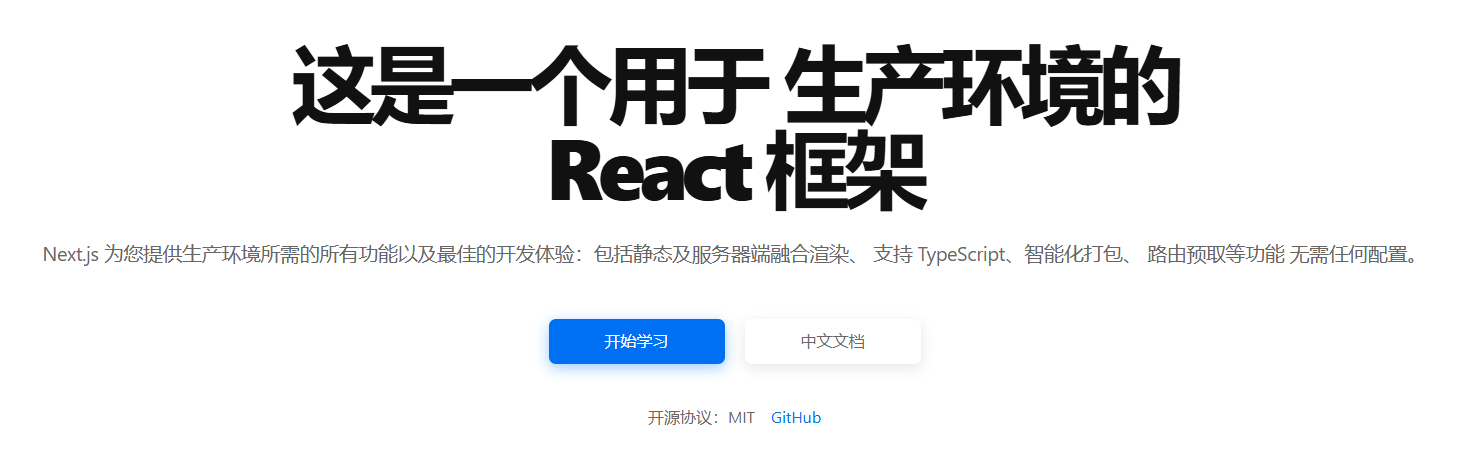 这是一个用于 生产环境的
React 框架
Next.js 为您提供生产环境所需的所有功能以及最佳的开发体验：包括静态及服务器端融合渲染、 支持 TypeScript、智能化打包、 路由预取等功能 无需任何配置。
开始学习 中文文档
开源协议：MIT GitHub